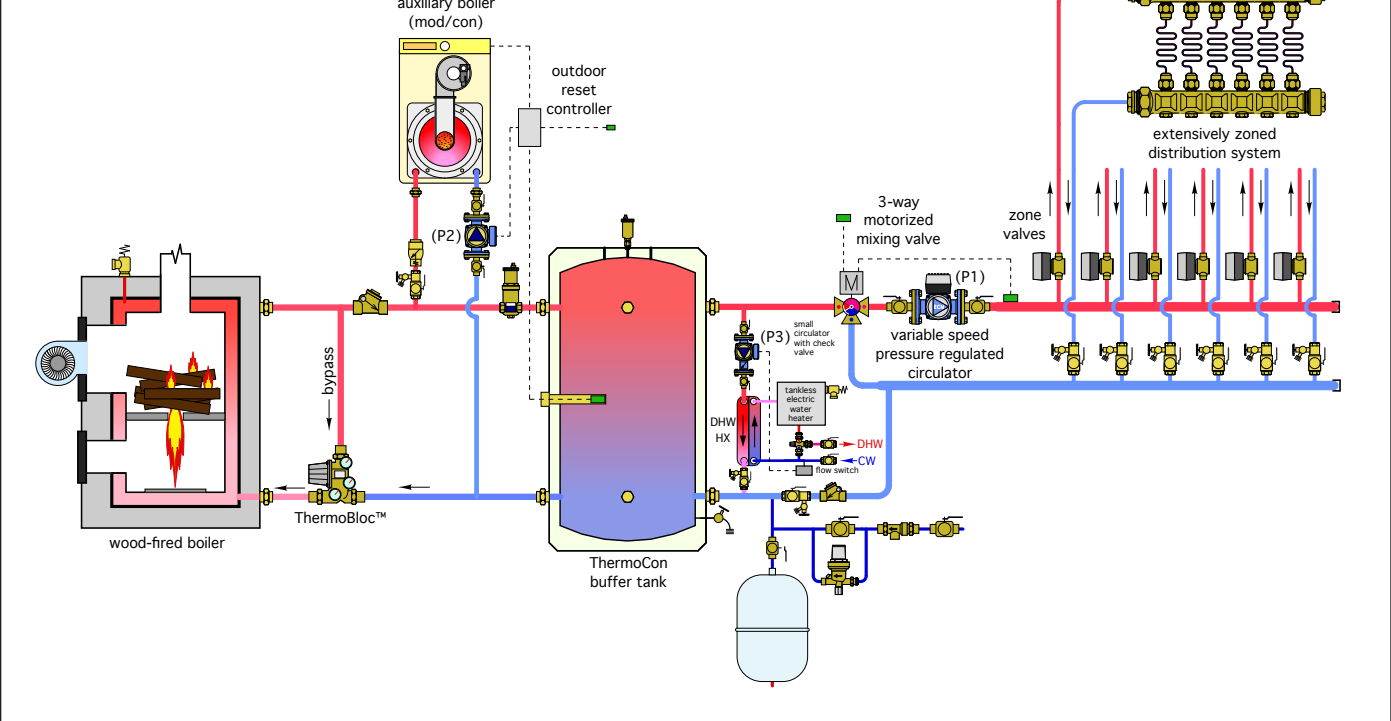 auxiliary boiler
(mod/con)
outdoor
reset
controller
(P2)
extensively zoned
distribution system
3-way
motorized
mixing valve
zone
valves
M
(P1)
variable speed
pressure regulated
circulator
(P3)
small
circulator
with check
valve
bypass
tankless
electric
water
heater
DHW
HX
DHW
CW
flow switch
ThermoBloc™
wood-fired boiler
ThermoCon
buffer tank